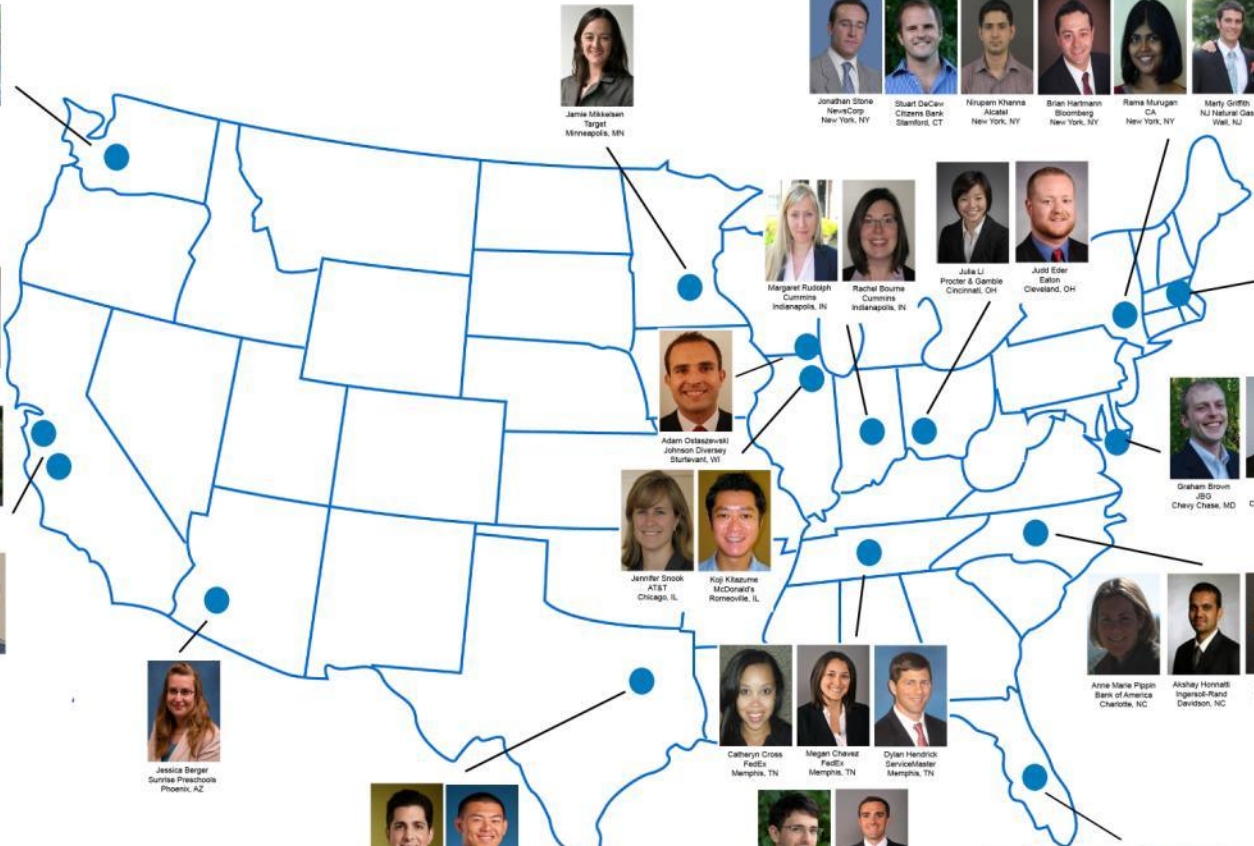 Jamie Mikkelsen
Target
Minneapolis, MN
Jonathan Stone
NewsCorp
New York, NY
Stuart DeCew
Citizens Bank
Stamford, CT
Nirupam Khanna
Alcatel
New York, NY
Brian Hartmann
Bloomberg
New York, NY
Rama Murugan
CA
New York, NY
Marty Griffith
NJ Natural Gas
Wall, NJ
Margaret Rudolph
Cummins
Indianapolis, IN
Rachel Bourne
Cummins
Indianapolis, IN
Julia Li
Procter & Gamble
Cincinnati, OH
Judd Eder
Eaton
Cleveland, OH
Adam Ostaszewski
Johnson Diversey
Sturtevant, WI
Graham Brown
JBG
Chevy Chase, MD
C
Jennifer Snook
AT&T
Chicago, IL
Koji Kitazume
McDonald's
Romeoville, IL
Anne Marie Pippin
Bank of America
Charlotte, NC
Akshay Honnatti
Ingersoll-Rand
Davidson, NC
Catheryn Cross
FedEx
Memphis, TN
Megan Chavez
FedEx
Memphis, TN
Dylan Hendrick
ServiceMaster
Memphis, TN
Jessica Berger
Sunrise Preschools
Phoenix, AZ